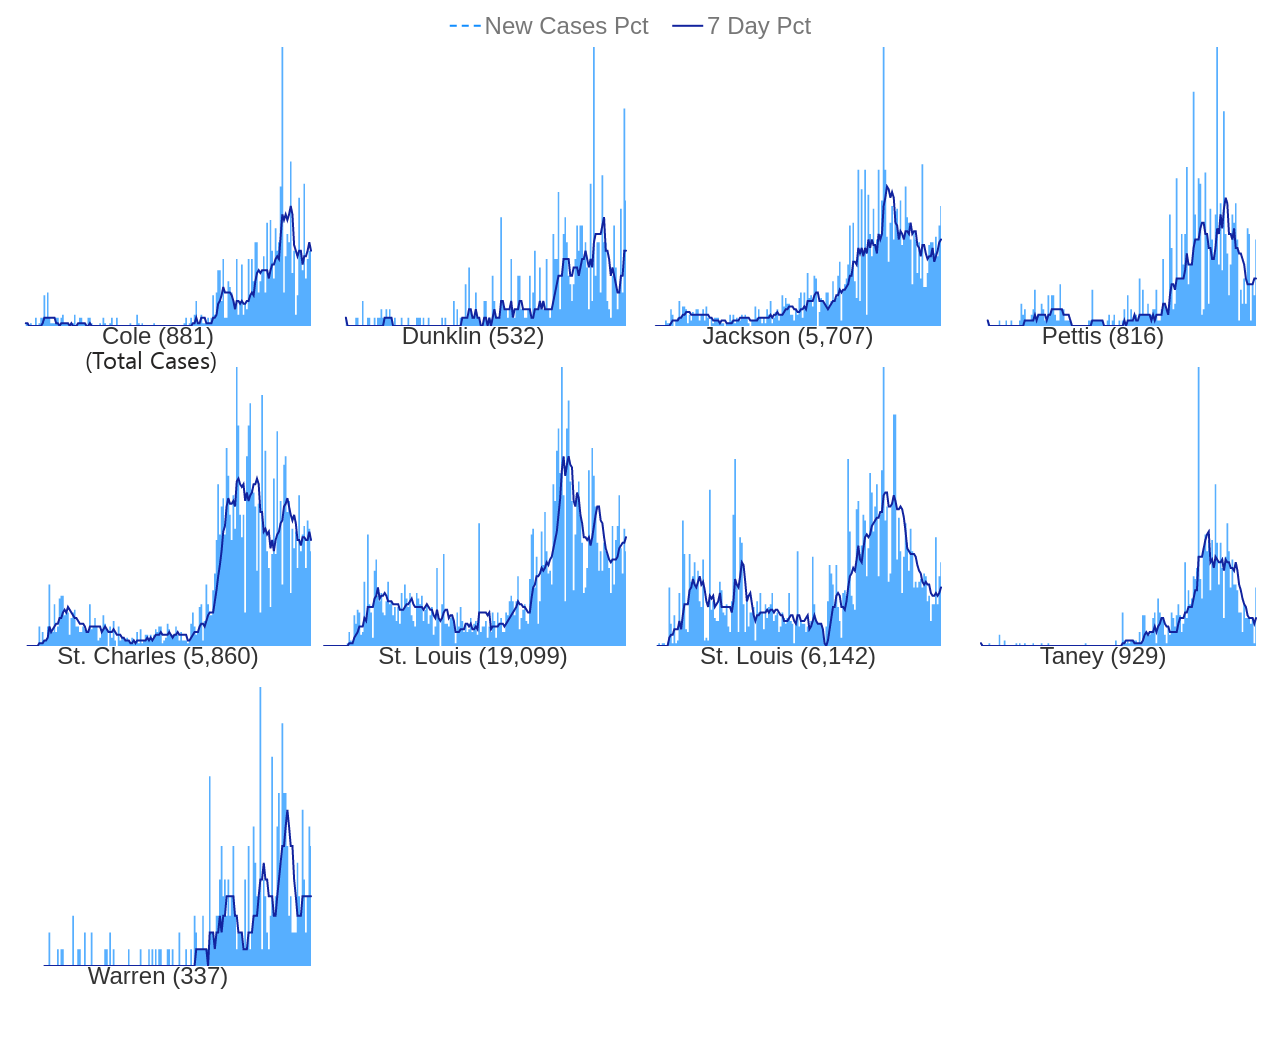 New Cases Pct 7 Day Pct
Cole (881) Dunklin (532) Jackson (5,707) Pettis (816)
(Total Cases)
St. Charles (5,860) St. Louis (19,099) St. Louis (6,142) Taney (929)
Warren (337)